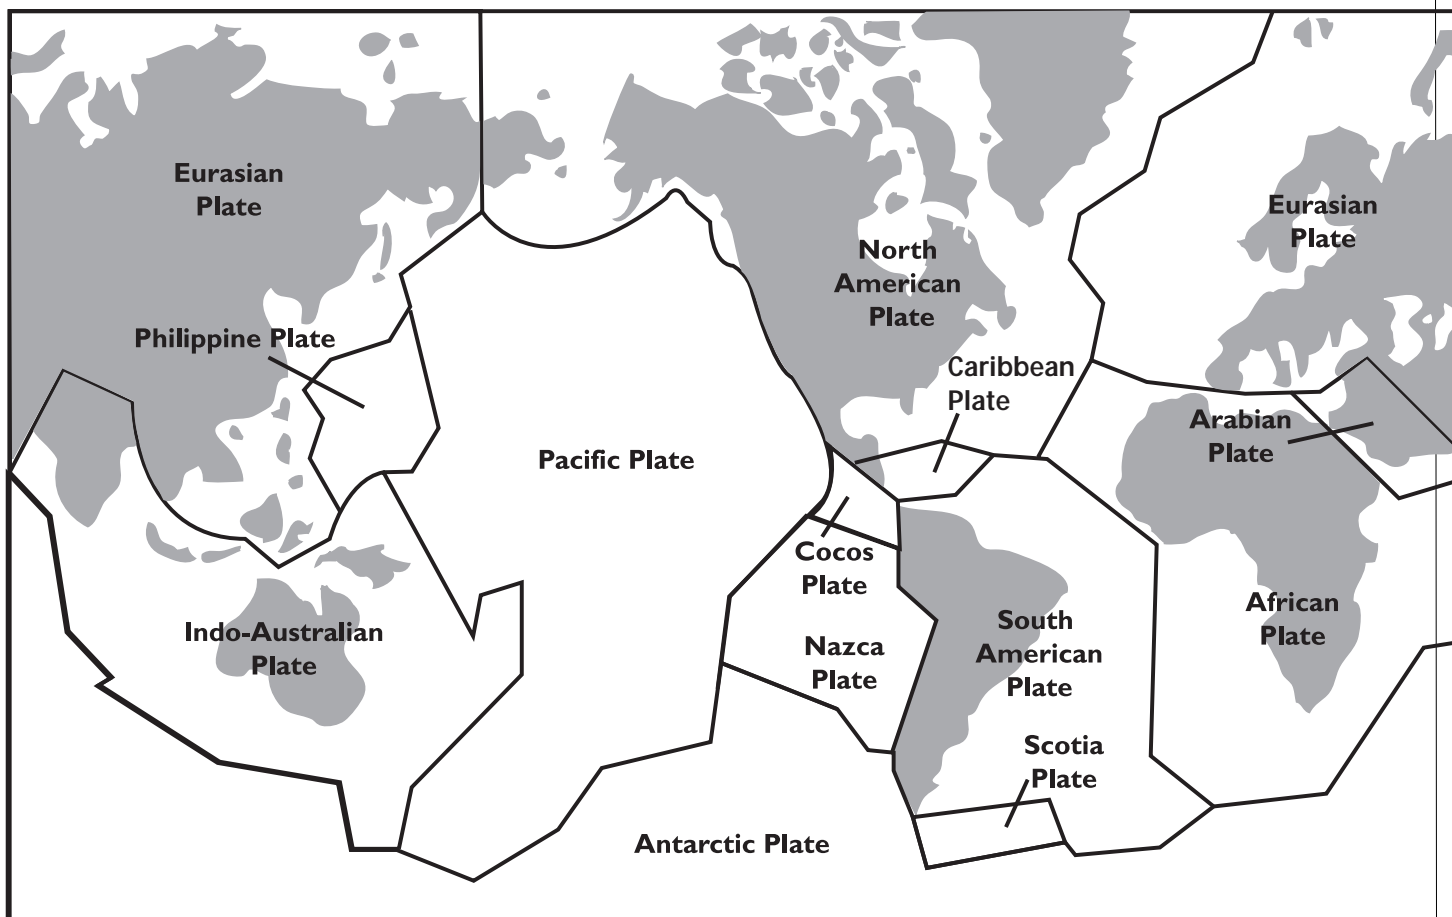 Eurasian
Plate
Eurasian
Plate
North
American
Plate
Philippine Plate
Caribbean
Plate
Arabian
Plate
Pacific Plate
Cocos
Plate
African
Plate
South
American
Plate
Indo-Australian
Plate
Nazca
Plate
Scotia
Plate
Antarctic Plate